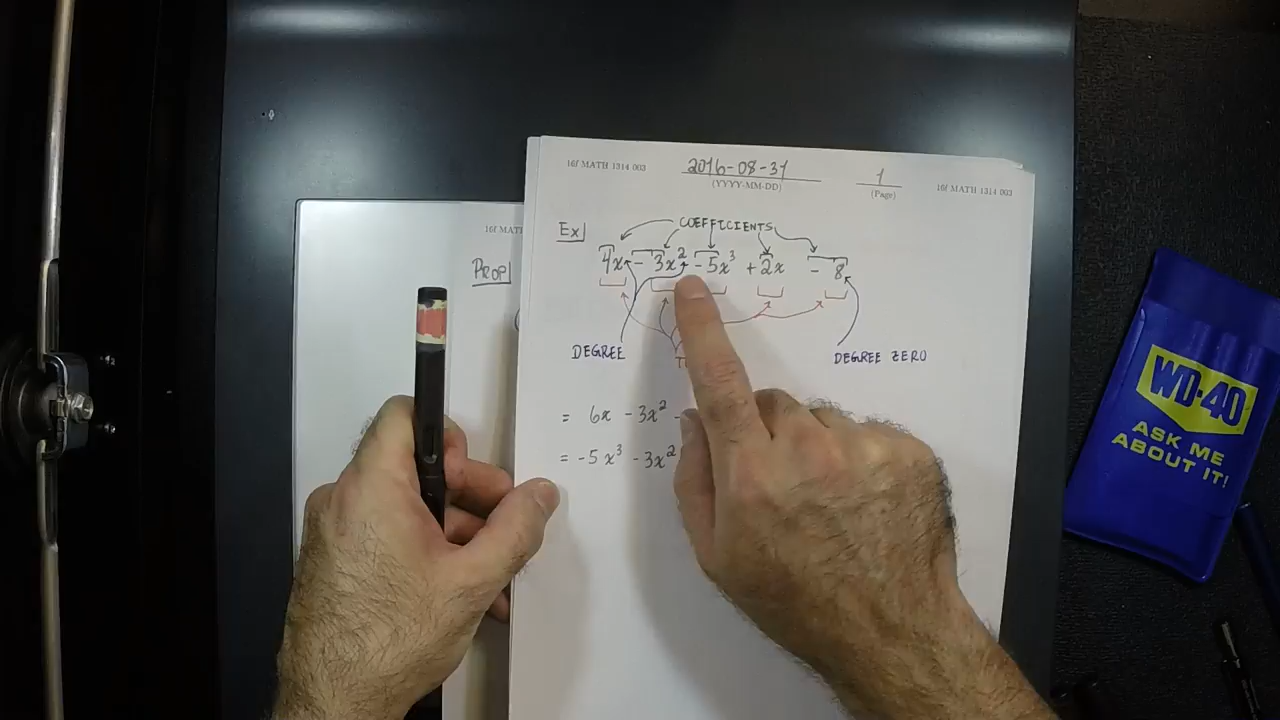 16f MATH 1314 003 2016-08-31 1 16f MATH 1314 003
(YYYY-MM-DD) (Page)
16f MATH
Prop
Ex COEFFICIENTS
4x - 3x² - 5x³ + 2x - 8
DEGREE DEGREE ZERO
= 6x - 3x² -
= -5x³ - 3x²
WD-40
ASK ME
ABOUT IT!